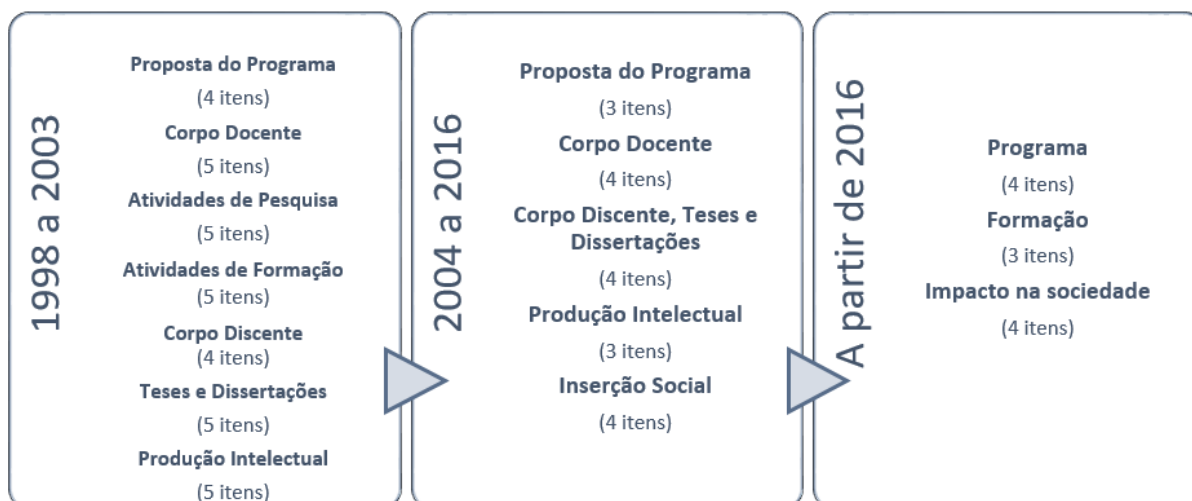 1998 a 2003
Proposta do Programa
(4 itens)
Corpo Docente
(5 itens)
Atividades de Pesquisa
(5 itens)
Atividades de Formação
(5 itens)
Corpo Discente
(4 itens)
Teses e Dissertações
(5 itens)
Produção Intelectual
(5 itens)
2004 a 2016
Proposta do Programa
(3 itens)
Corpo Docente
(4 itens)
Corpo Discente, Teses e
Dissertações
(4 itens)
Produção Intelectual
(3 itens)
Inserção Social
(4 itens)
A partir de 2016
Programa
(4 itens)
Formação
(3 itens)
Impacto na sociedade
(4 itens)